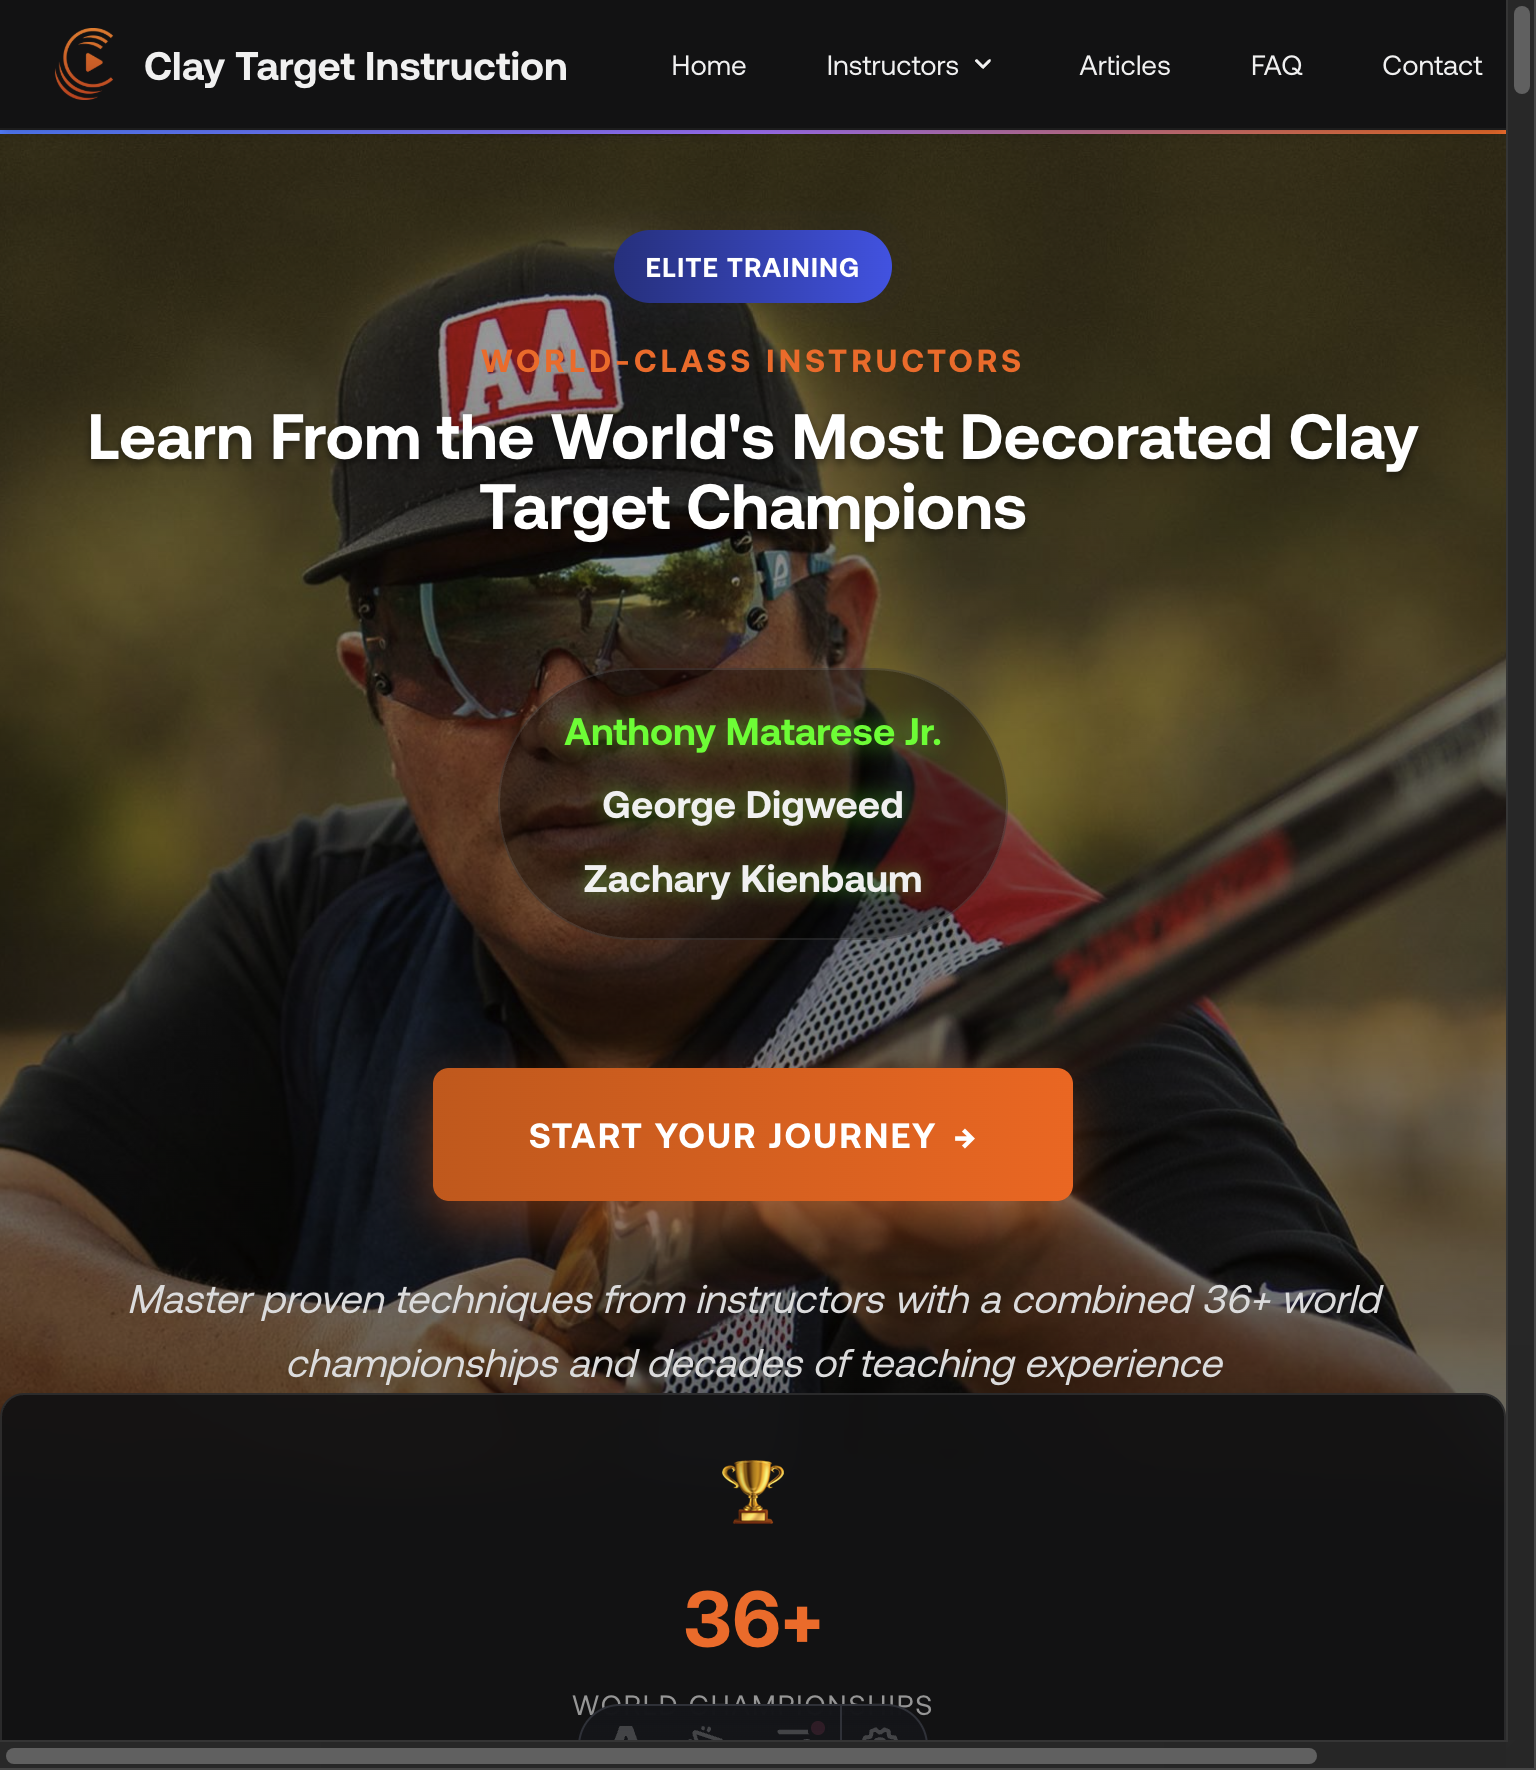 Clay Target Instruction
Home
Instructors
Articles
FAQ
Contact
ELITE TRAINING
AA
WORLD-CLASS INSTRUCTORS
Learn From the World's Most Decorated Clay
Target Champions
Anthony Matarese Jr.
George Digweed
Zachary Kienbaum
START YOUR JOURNEY →
Master proven techniques from instructors with a combined 36+ world
championships and decades of teaching experience
36+
WORLD CHAMPIONSHIPS